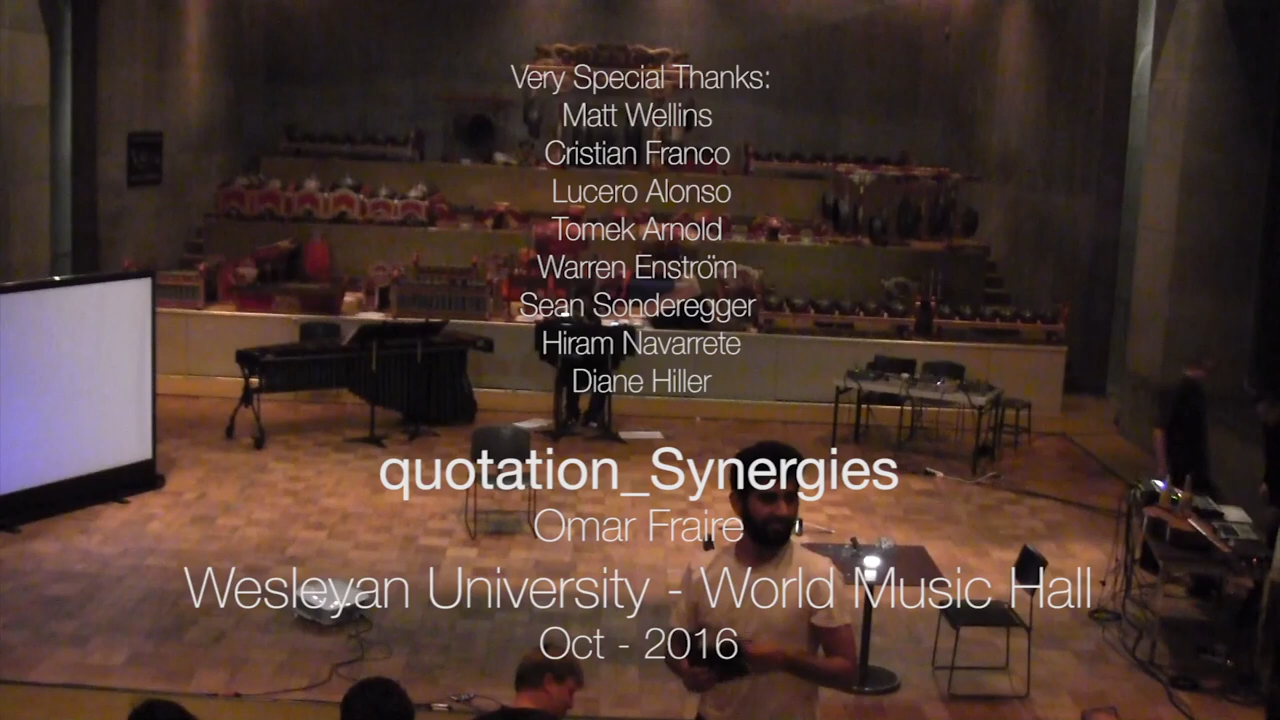 Very Special Thanks:
Matt Wellins
Cristian Franco
Lucero Alonso
Tomek Arnold
Warren Enström
Sean Sonderegger
Hiram Navarrete
Diane Hiller
quotation_Synergies
Omar Fraire
Wesleyan University - World Music Hall
Oct - 2016